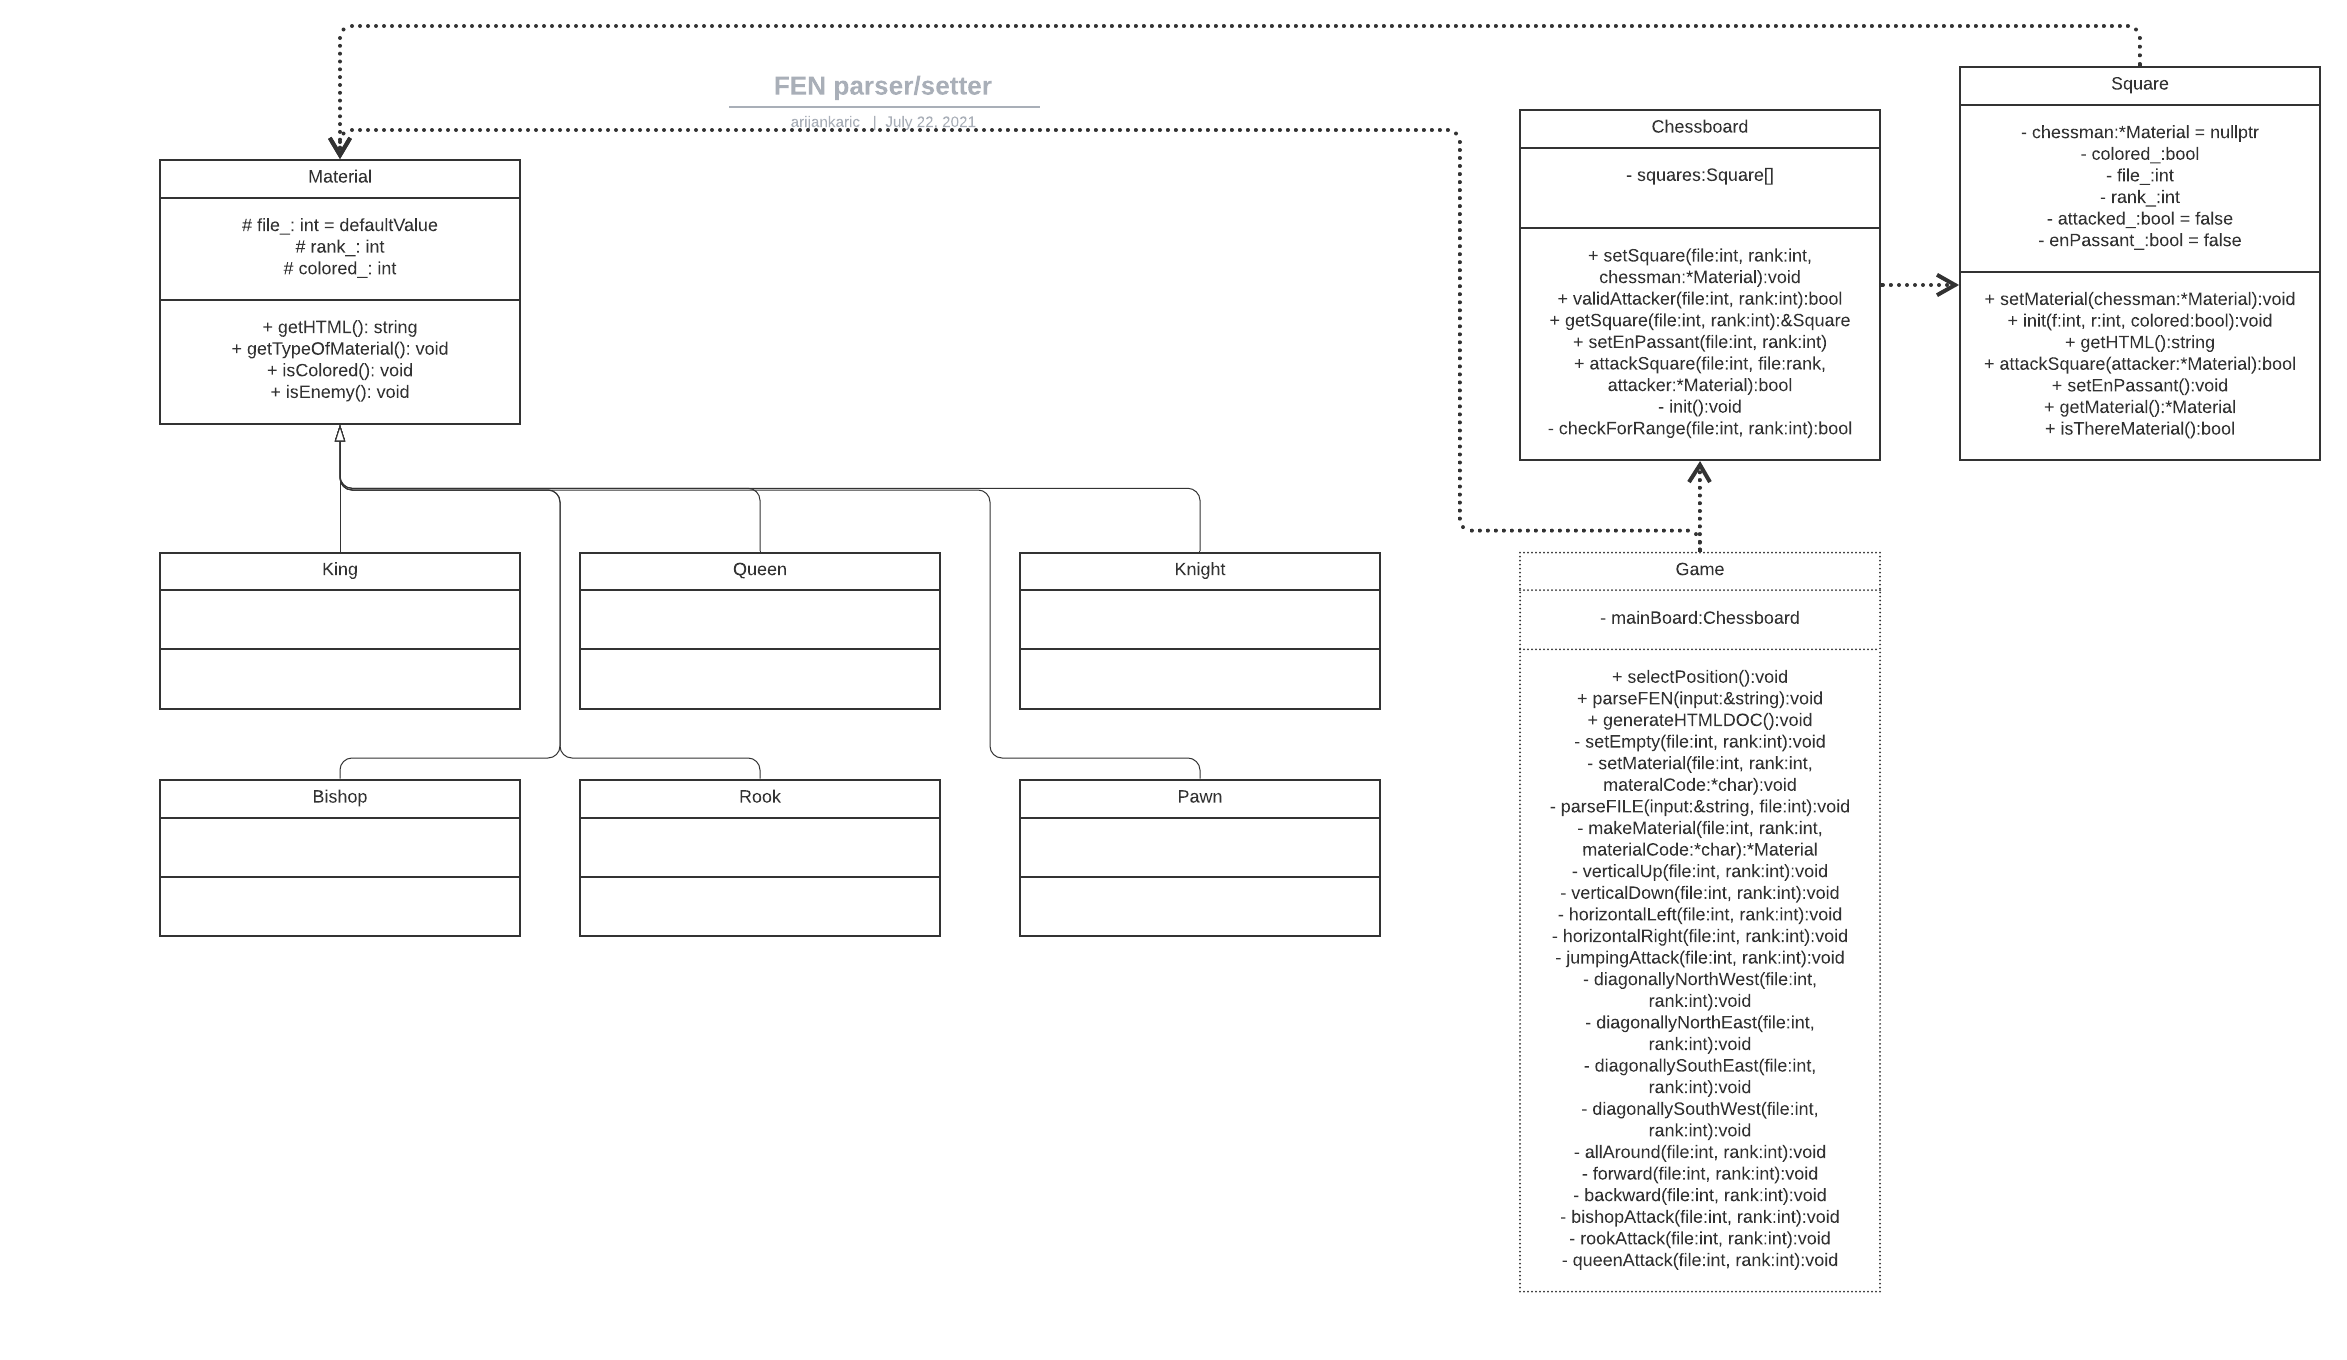 FEN parser/setter
arijankaric | July 22, 2021
Material
# file_: int = defaultValue
# rank_: int
# colored_: int
+ getHTML(): string
+ getTypeOfMaterial(): void
+ isColored(): void
+ isEnemy(): void
King
Queen
Knight
Bishop
Rook
Pawn
Chessboard
- squares:Square[]
+ setSquare(file:int, rank:int,
chessman:*Material):void
+ validAttacker(file:int, rank:int):bool
+ getSquare(file:int, rank:int):&Square
+ setEnPassant(file:int, rank:int)
+ attackSquare(file:int, file:rank,
attacker:*Material):bool
- init():void
- checkForRange(file:int, rank:int):bool
Square
- chessman:*Material = nullptr
- colored_:bool
- file_:int
- rank_:int
- attacked_:bool = false
- enPassant_:bool = false
+ setMaterial(chessman:*Material):void
+ init(f:int, r:int, colored:bool):void
+ getHTML():string
+ attackSquare(attacker:*Material):bool
+ setEnPassant():void
+ getMaterial():*Material
+ isThereMaterial():bool
Game
- mainBoard:Chessboard
+ selectPosition():void
+ parseFEN(input:&string):void
+ generateHTMLDOC():void
- setEmpty(file:int, rank:int):void
- setMaterial(file:int, rank:int,
materalCode:*char):void
- parseFILE(input:&string, file:int):void
- makeMaterial(file:int, rank:int,
materialCode:*char):*Material
- verticalUp(file:int, rank:int):void
- verticalDown(file:int, rank:int):void
- horizontalLeft(file:int, rank:int):void
- horizontalRight(file:int, rank:int):void
- jumpingAttack(file:int, rank:int):void
- diagonallyNorthWest(file:int,
rank:int):void
- diagonallyNorthEast(file:int,
rank:int):void
- diagonallySouthEast(file:int,
rank:int):void
- diagonallySouthWest(file:int,
rank:int):void
- allAround(file:int, rank:int):void
- forward(file:int, rank:int):void
- backward(file:int, rank:int):void
- bishopAttack(file:int, rank:int):void
- rookAttack(file:int, rank:int):void
- queenAttack(file:int, rank:int):void